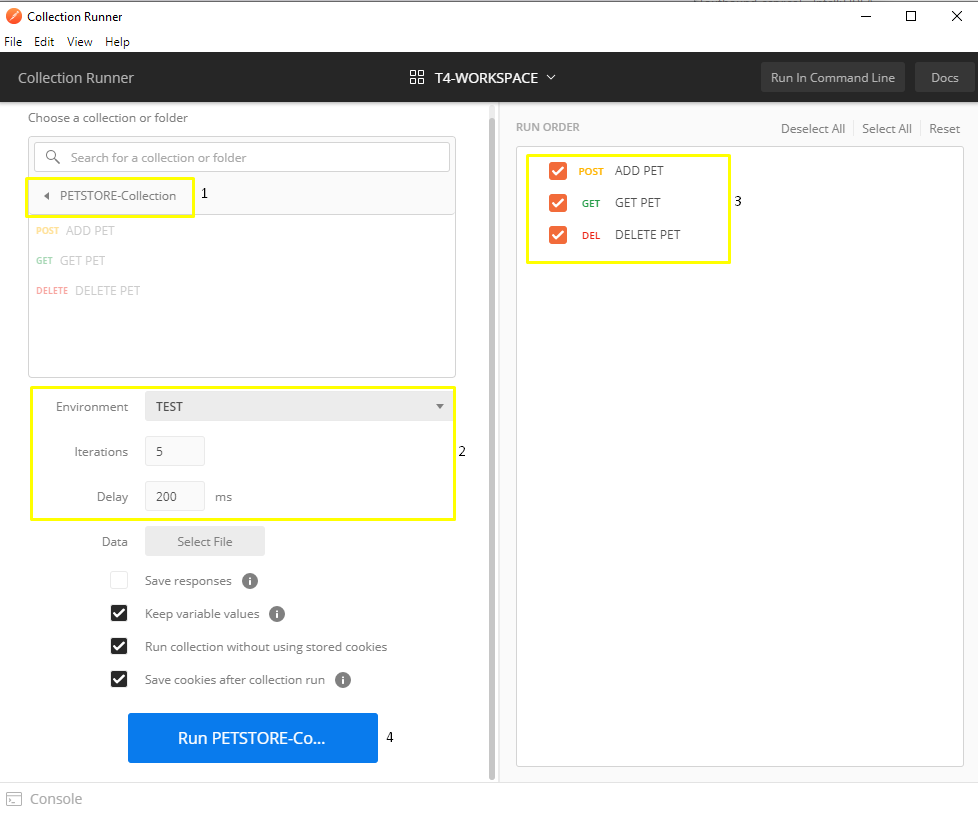 Collection Runner
File Edit View Help
Collection Runner
T4-WORKSPACE
Run In Command Line
Docs
Choose a collection or folder
Search for a collection or folder
PETSTORE-Collection 1
POST ADD PET
GET GET PET
DELETE DELETE PET
Environment TEST
Iterations 5 2
Delay 200 ms
Data Select File
Save responses i
Keep variable values i
Run collection without using stored cookies
Save cookies after collection run i
Run PETSTORE-Co... 4
RUN ORDER
Deselect All Select All Reset
POST ADD PET
GET GET PET 3
DEL DELETE PET
Console